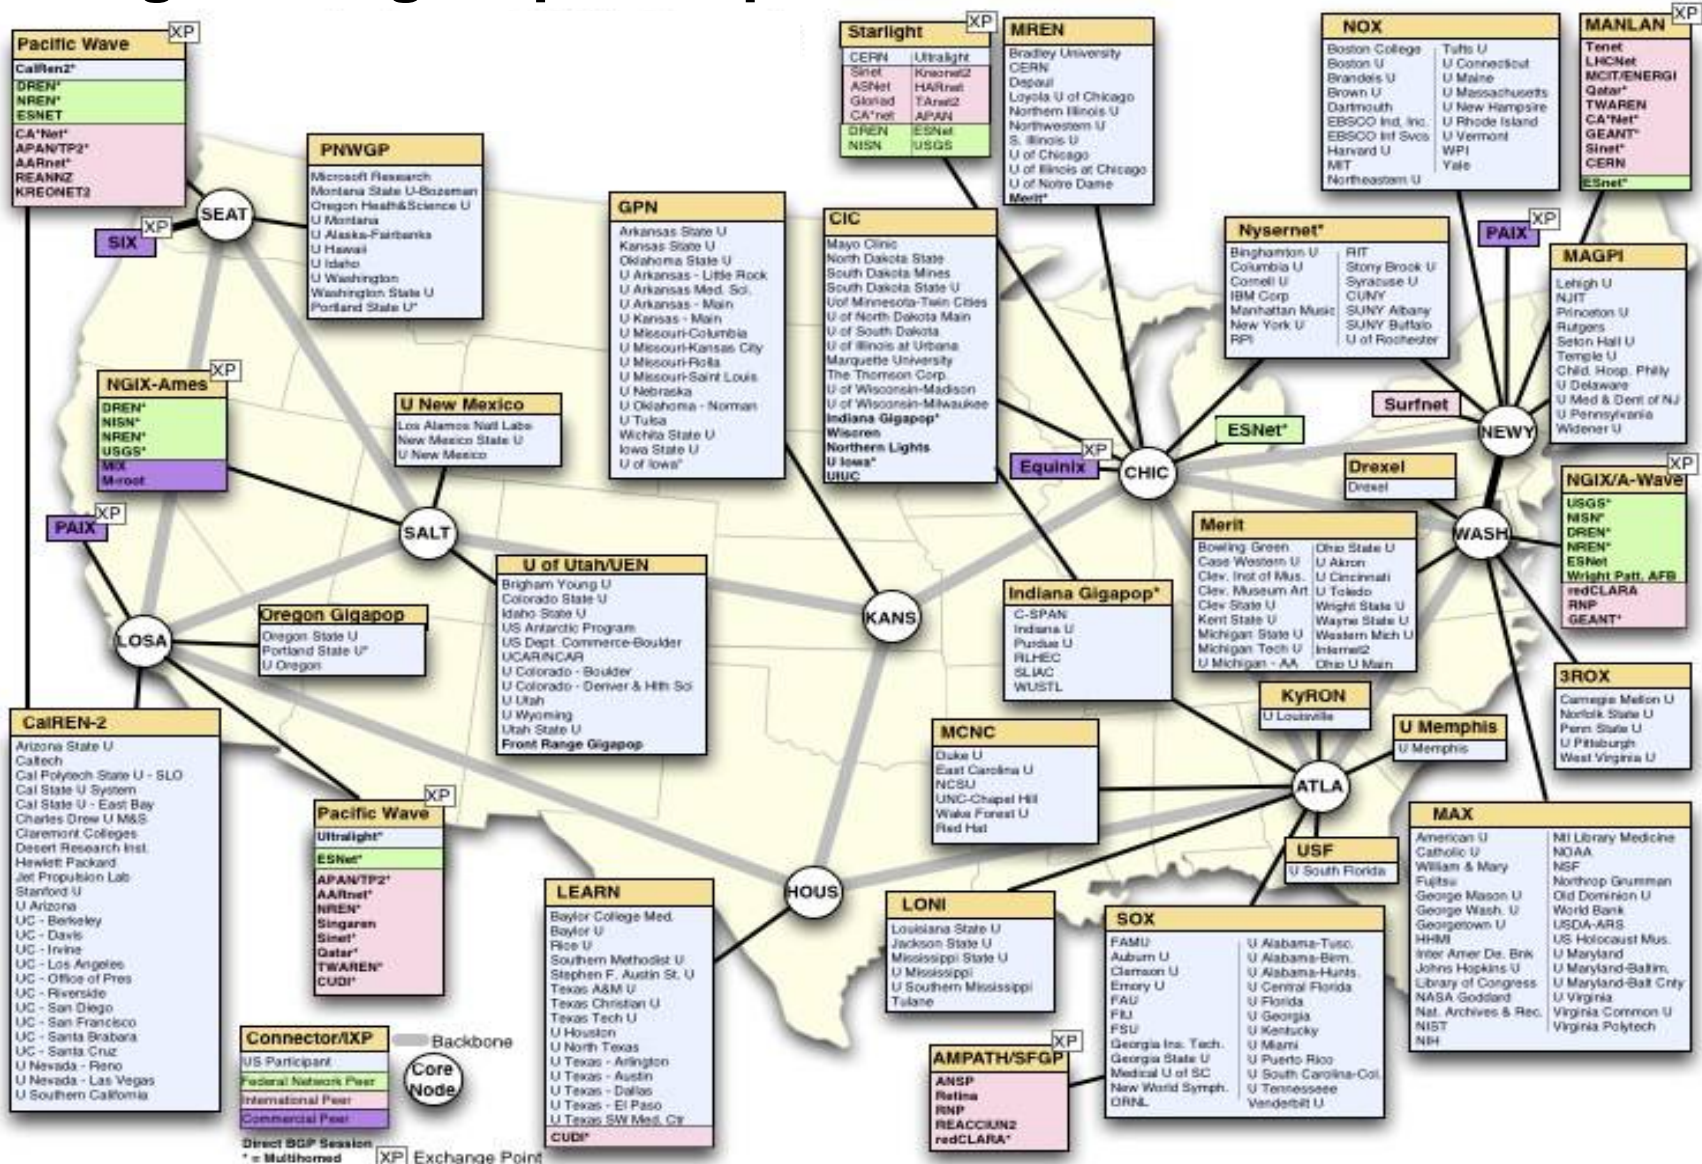 Pacific Wave
XP
CalRen2*
DREN*
NREN*
ESNET
CA*Net*
APAN/TP2*
AARnet*
REANNZ
KREONET2
SEAT
XP
SIX
PNWGP
Microsoft Research
Montana State U-Bozeman
Oregon Heath&Science U
U Montana
U Alaska-Fairbanks
U Hawaii
U Idaho
U Washington
Washington State U
Portland State U*
GPN
Arkansas State U
Kansas State U
Oklahoma State U
U Arkansas - Little Rock
U Arkansas Med. Sci.
U Arkansas - Main
U Kansas - Main
U Missouri-Columbia
U Missouri-Kansas City
U Missouri-Rolla
U Missouri-Saint Louis
U Nebraska
U Oklahoma - Norman
U Tulsa
Wichita State U
Iowa State U
U of Iowa*
Starlight
XP
CERN Ultralight
Sinet Kreonet2
ASNet HARnet
Gloriad TAnet2
CA*net APAN
DREN ESNet
NISN USGS
MREN
Bradley University
CERN
Depaul
Loyola U of Chicago
Northern Illinois U
Northwestern U
S. Illinois U
U of Chicago
U of Illinois at Chicago
U of Notre Dame
Merit*
CIC
Mayo Clinic
North Dakota State
South Dakota Mines
South Dakota State U
Uof Minnesota-Twin Cities
U of North Dakota Main
U of South Dakota
U of Illinois at Urbana
Marquette University
The Thomson Corp.
U of Wisconsin-Madison
U of Wisconsin-Milwaukee
Indiana Gigapop*
Wiscren
Northern Lights
U Iowa*
UIUC
NOX
Boston College Tufts U
Boston U U Connecticut
Brandeis U U Maine
Brown U U Massachusetts
Dartmouth U New Hampsire
EBSCO Ind, Inc. U Rhode Island
EBSCO Inf Svcs U Vermont
Harvard U WPI
MIT Yale
Northeastern U
MANLAN
XP
Tenet
LHCNet
MCIT/ENERGI
Qatar*
TWAREN
CA*Net*
GEANT*
Sinet*
CERN
ESnet*
Nysernet*
Binghamton U RIT
Columbia U Stony Brook U
Cornell U Syracuse U
IBM Corp CUNY
Manhattan Music SUNY Albany
New York U SUNY Buffalo
RPI U of Rochester
XP
PAIX
MAGPI
Lehigh U
NJIT
Princeton U
Rutgers
Seton Hall U
Temple U
Child. Hosp. Philly
U Delaware
U Med & Dent of NJ
U Pennsylvania
Widener U
NGIX-Ames
XP
DREN*
NISN*
NREN*
USGS*
MIX
M-root
U New Mexico
Los Alamos Natl Labs
New Mexico State U
U New Mexico
Surfnet
NEWY
ESNet*
XP
Equinix
CHIC
Drexel
Drexel
NGIX/A-Wave
XP
USGS*
NISN*
DREN*
NREN*
ESNet
Wright Patt. AFB
redCLARA
RNP
GEANT*
WASH
XP
PAIX
SALT
Merit
Bowling Green Ohio State U
Case Western U U Akron
Clev. Inst of Mus. U Cincinnati
Clev. Museum Art U Toledo
Clev State U Wright State U
Kent State U Wayne State U
Michigan State U Western Mich U
Michigan Tech U Internet2
U Michigan - AA Ohio U Main
U of Utah/UEN
Brigham Young U
Colorado State U
Idaho State U
US Antarctic Program
US Dept. Commerce-Boulder
UCAR/NCAR
U Colorado - Boulder
U Colorado - Denver & Hlth Sci
U Utah
U Wyoming
Utah State U
Front Range Gigapop
KANS
Indiana Gigapop*
C-SPAN
Indiana U
Purdue U
RLHEC
SLIAC
WUSTL
LOSA
Oregon Gigapop
Oregon State U
Portland State U*
U Oregon
3ROX
Carnegie Mellon U
Norfolk State U
Penn State U
U Pittsburgh
West Virginia U
KyRON
U Louisville
U Memphis
U Memphis
CalREN-2
Arizona State U
Caltech
Cal Polytech State U - SLO
Cal State U System
Cal State U - East Bay
Charles Drew U M&S
Claremont Colleges
Desert Research Inst.
Hewlett Packard
Jet Propulsion Lab
Stanford U
U Arizona
UC - Berkeley
UC - Davis
UC - Irvine
UC - Los Angeles
UC - Office of Pres
UC - Riverside
UC - San Diego
UC - San Francisco
UC - Santa Brabara
UC - Santa Cruz
U Nevada - Reno
U Nevada - Las Vegas
U Southern California
MCNC
Duke U
East Carolina U
NCSU
UNC-Chapel Hill
Wake Forest U
Red Hat
ATLA
Pacific Wave
XP
Ultralight*
ESNet*
APAN/TP2*
AARnet*
NREN*
Singaren
Sinet*
Qatar*
TWAREN*
CUDI*
USF
U South Florida
MAX
American U Ntl Library Medicine
Catholic U NOAA
William & Mary NSF
Fujitsu Northrop Grumman
George Mason U Old Dominion U
George Wash. U World Bank
Georgetown U USDA-ARS
HHMI US Holocaust Mus.
Inter Amer De. Bnk U Maryland
Johns Hopkins U U Maryland-Baltim.
Library of Congress U Maryland-Balt Cnty
NASA Goddard U Virginia
Nat. Archives & Rec. Virginia Common U
NIST Virginia Polytech
NIH
HOUS
LEARN
Baylor College Med.
Baylor U
Rice U
Southern Methodist U
Stephen F. Austin St. U
Texas A&M U
Texas Christian U
Texas Tech U
U Houston
U North Texas
U Texas - Arlington
U Texas - Austin
U Texas - Dallas
U Texas - El Paso
U Texas SW Med. Ctr
CUDI*
LONI
Louisiana State U
Jackson State U
Mississippi State U
U Mississippi
U Southern Mississippi
Tulane
SOX
FAMU U Alabama-Tusc.
Auburn U U Alabama-Birm.
Clemson U U Alabama-Hunts.
Emory U U Central Florida
FAU U Florida
FIU U Georgia
FSU U Kentucky
Georgia Ins. Tech. U Miami
Georgia State U U Puerto Rico
Medical U of SC U South Carolina-Col.
New World Symph. U Tennesseee
ORNL Venderbilt U
AMPATH/SFGP
XP
ANSP
Retina
RNP
REACCIUN2
redCLARA*
Connector/IXP
US Participant
Federal Network Peer
International Peer
Commercial Peer
Direct BGP Session
* = Multihomed
Backbone
Core
Node
XP Exchange Point